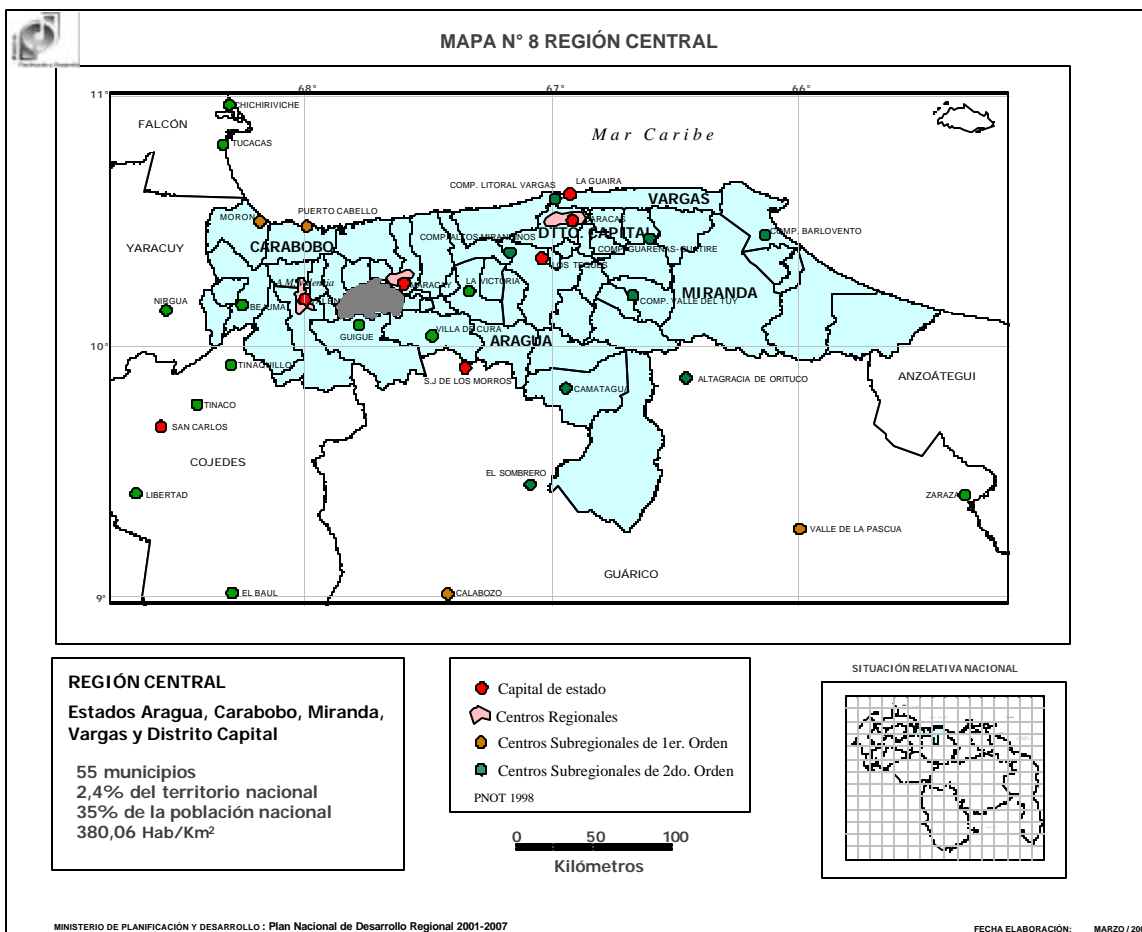 MAPA N° 8 REGIÓN CENTRAL
68°
67°
66°
11°
10°
9°
CHICHIRIVICHE
FALCÓN
TUCACAS
Mar Caribe
COMP. LITORAL VARGAS
LA GUAIRA
VARGAS
MORON
PUERTO CABELLO
CARACAS
COMP. BARLOVENTO
YARACUY
CARABOBO
COMP. ALTOS MIRANDINOS
DTTO. CAPITAL
COMP. GUARENAS-GUATIRE
LOS TEQUES
MARACAY
LA VICTORIA
MIRANDA
NIRGUA
BEJUMA
COMP. VALLE DEL TUY
GUIGUE
VILLA DE CURA
ARAGUA
TINAQUILLO
S.J DE LOS MORROS
CAMATAGUA
ALTAGRACIA DE ORITUCO
ANZOÁTEGUI
TINACO
SAN CARLOS
COJEDES
LIBERTAD
EL SOMBRERO
ZARAZA
VALLE DE LA PASCUA
GUÁRICO
EL BAUL
CALABOZO
REGIÓN CENTRAL
Estados Aragua, Carabobo, Miranda,
Vargas y Distrito Capital
55 municipios
2,4% del territorio nacional
35% de la población nacional
380,06 Hab/Km²
Capital de estado
Centros Regionales
Centros Subregionales de 1er. Orden
Centros Subregionales de 2do. Orden
PNOT 1998
0 50 100
Kilómetros
SITUACIÓN RELATIVA NACIONAL
MINISTERIO DE PLANIFICACIÓN Y DESARROLLO : Plan Nacional de Desarrollo Regional 2001-2007
FECHA ELABORACIÓN: MARZO / 200